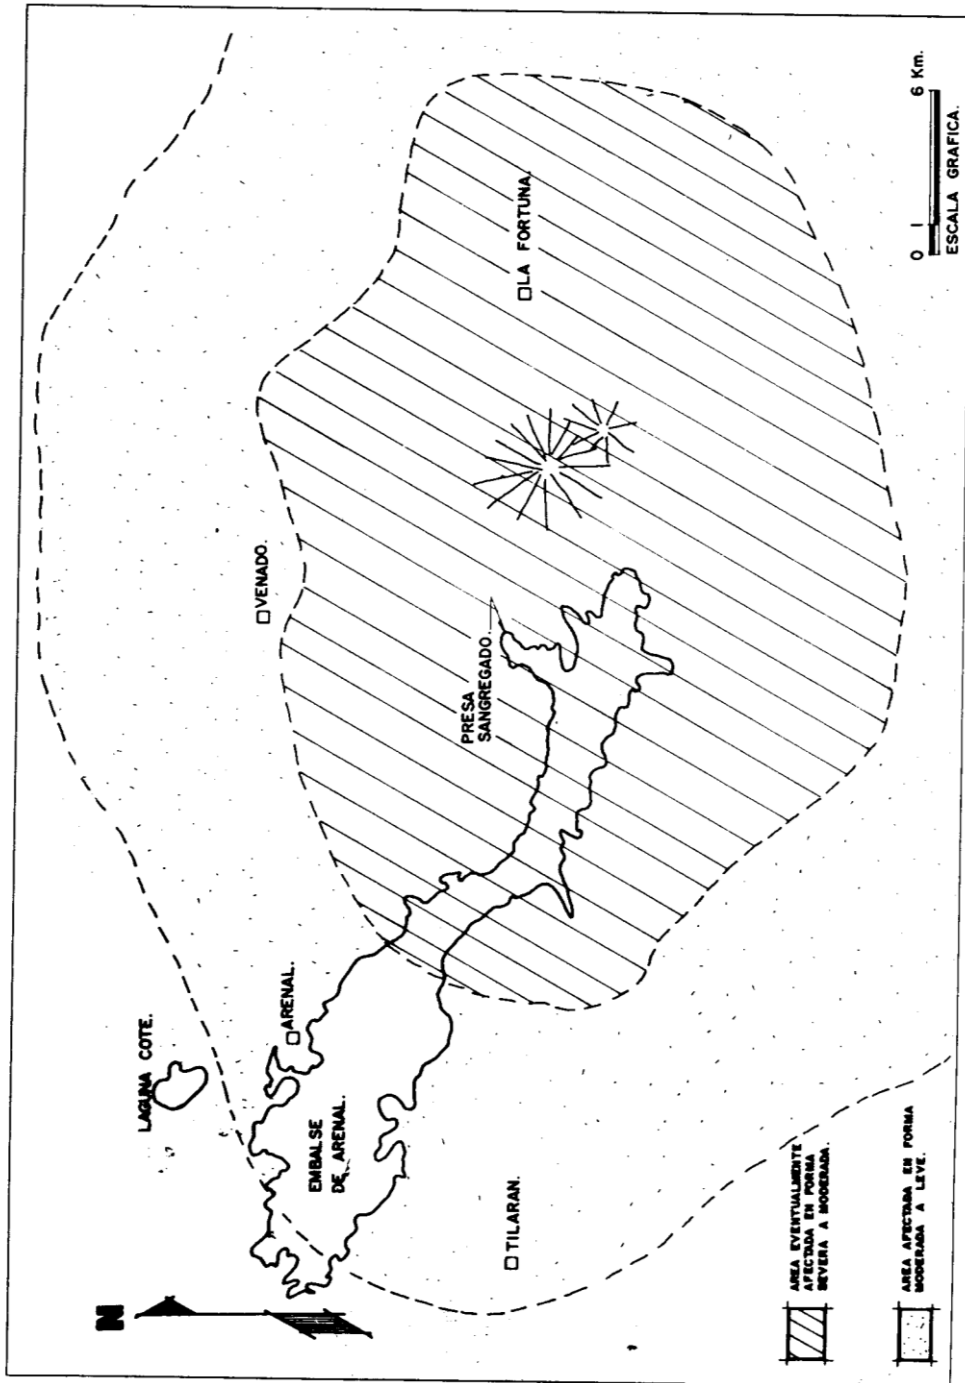 N
LAGUNA COTE.
ARENAL.
EMBALSE
DE ARENAL.
TILARAN.
VENADO.
PRESA
SANGREGADO.
LA FORTUNA.
AREA EVENTUALMENTE
AFECTADA EN FORMA
SEVERA A MODERADA.
AREA AFECTADA EN FORMA
MODERADA A LEVE.
0 1 6 Km.
ESCALA GRAFICA.